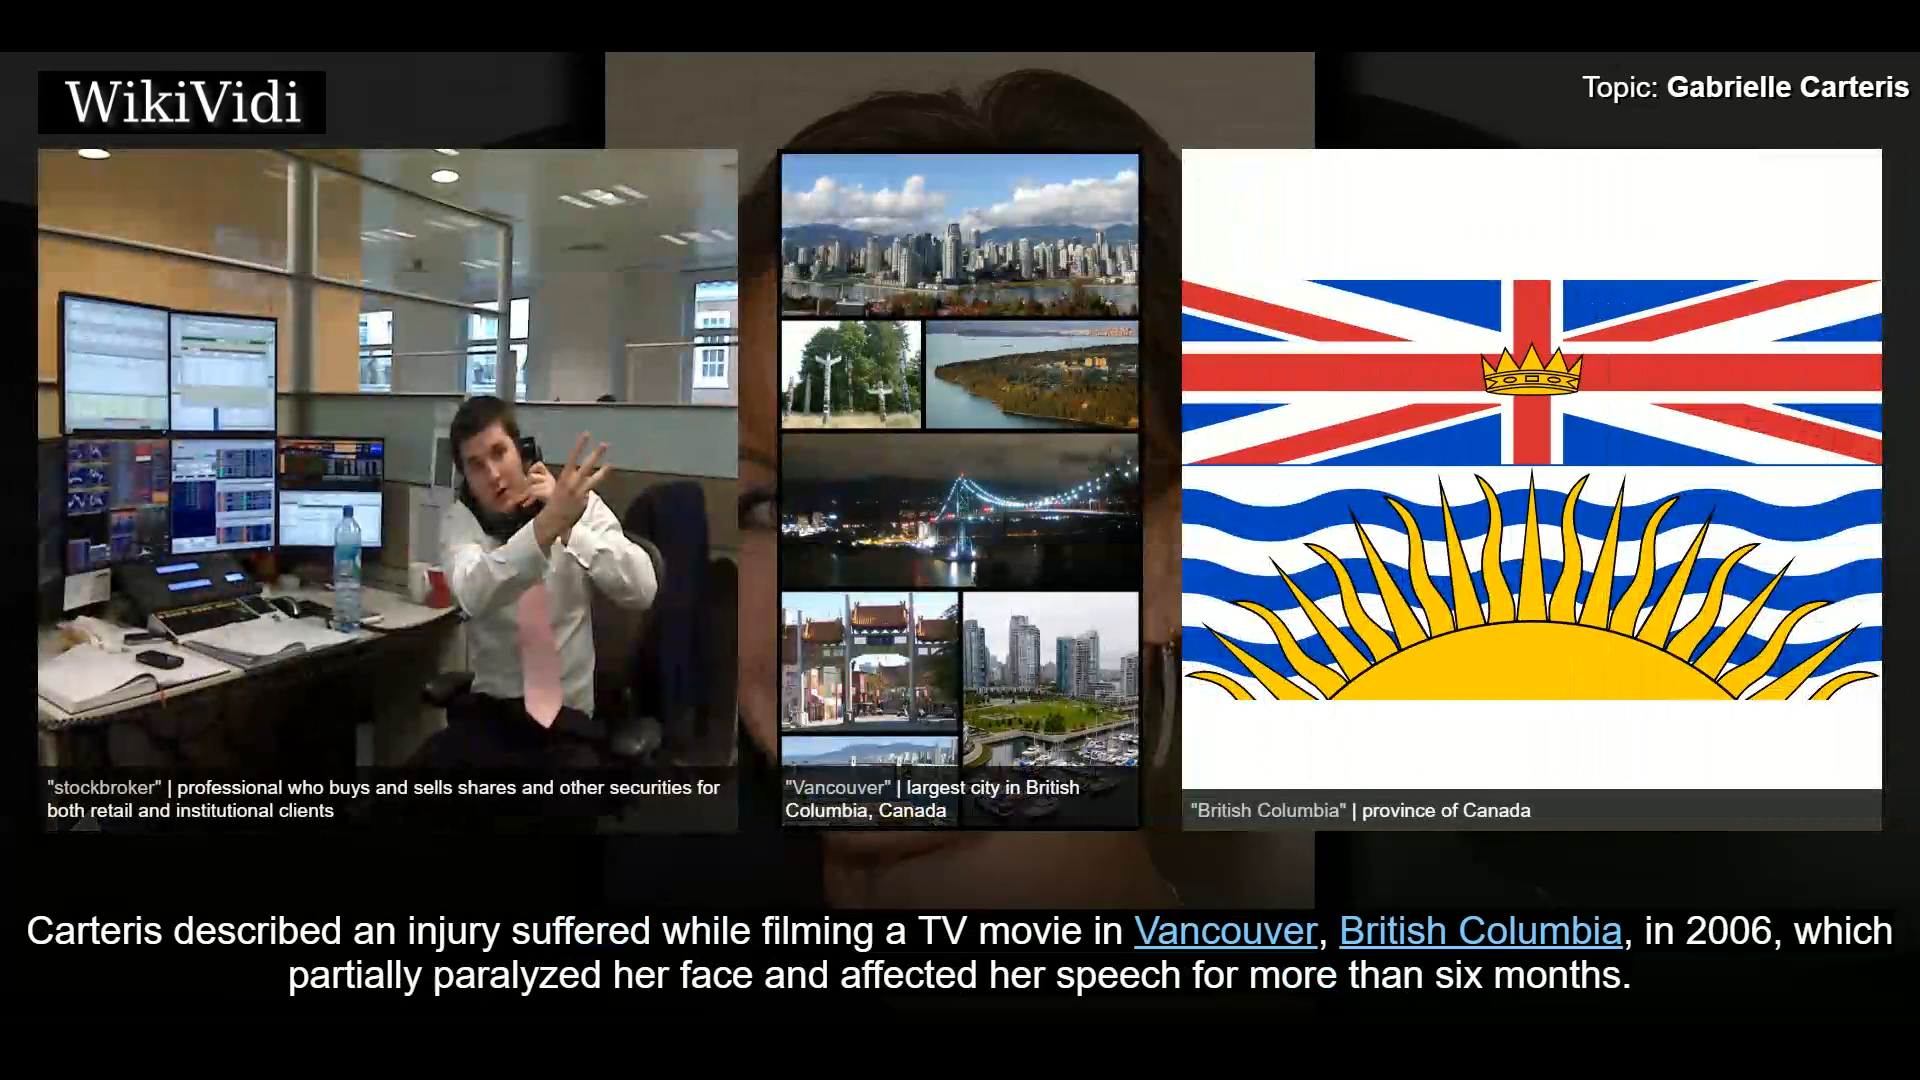 WikiVidi
Topic: Gabrielle Carteris
"stockbroker" | professional who buys and sells shares and other securities for
both retail and institutional clients
"Vancouver" | largest city in British
Columbia, Canada
"British Columbia" | province of Canada
Carteris described an injury suffered while filming a TV movie in Vancouver, British Columbia, in 2006, which
partially paralyzed her face and affected her speech for more than six months.